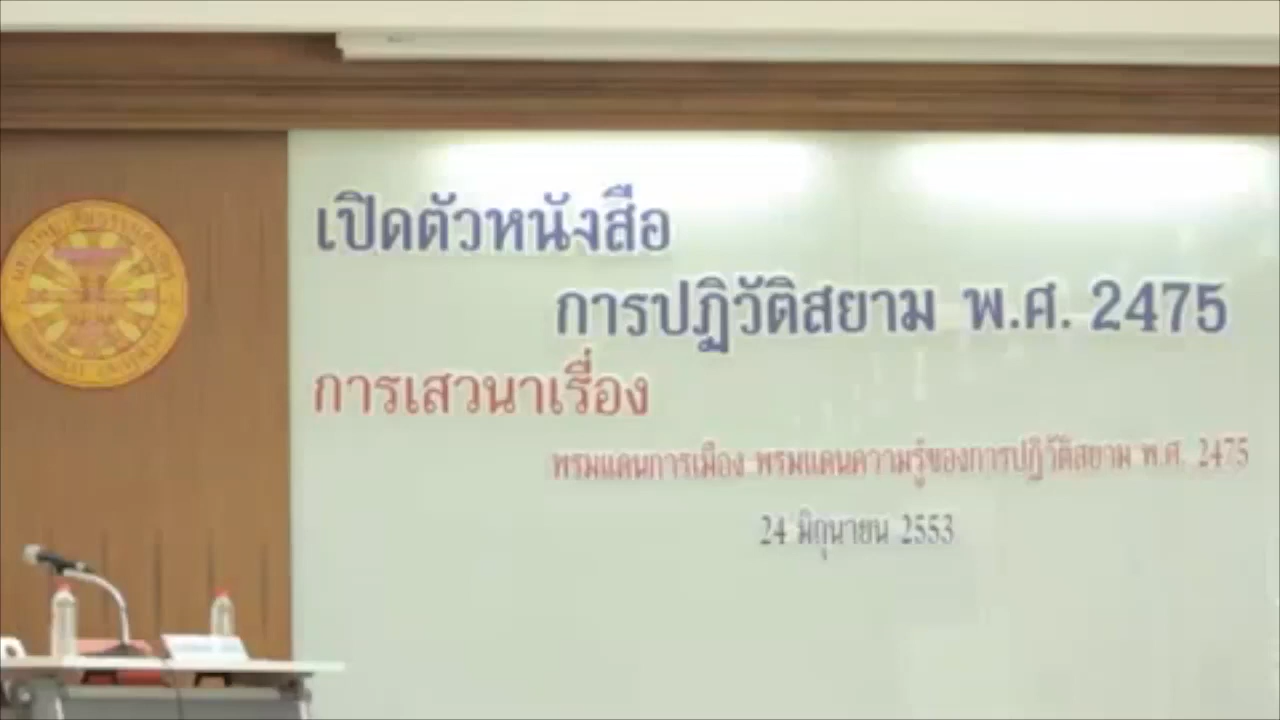 เปิดตัวหนังสือ
การปฏิวัติสยาม พ.ศ. 2475
การเสวนาเรื่อง
พรมแดนการเมือง พรมแดนความรู้ของการปฏิวัติสยาม พ.ศ. 2475
24 มิถุนายน 2553